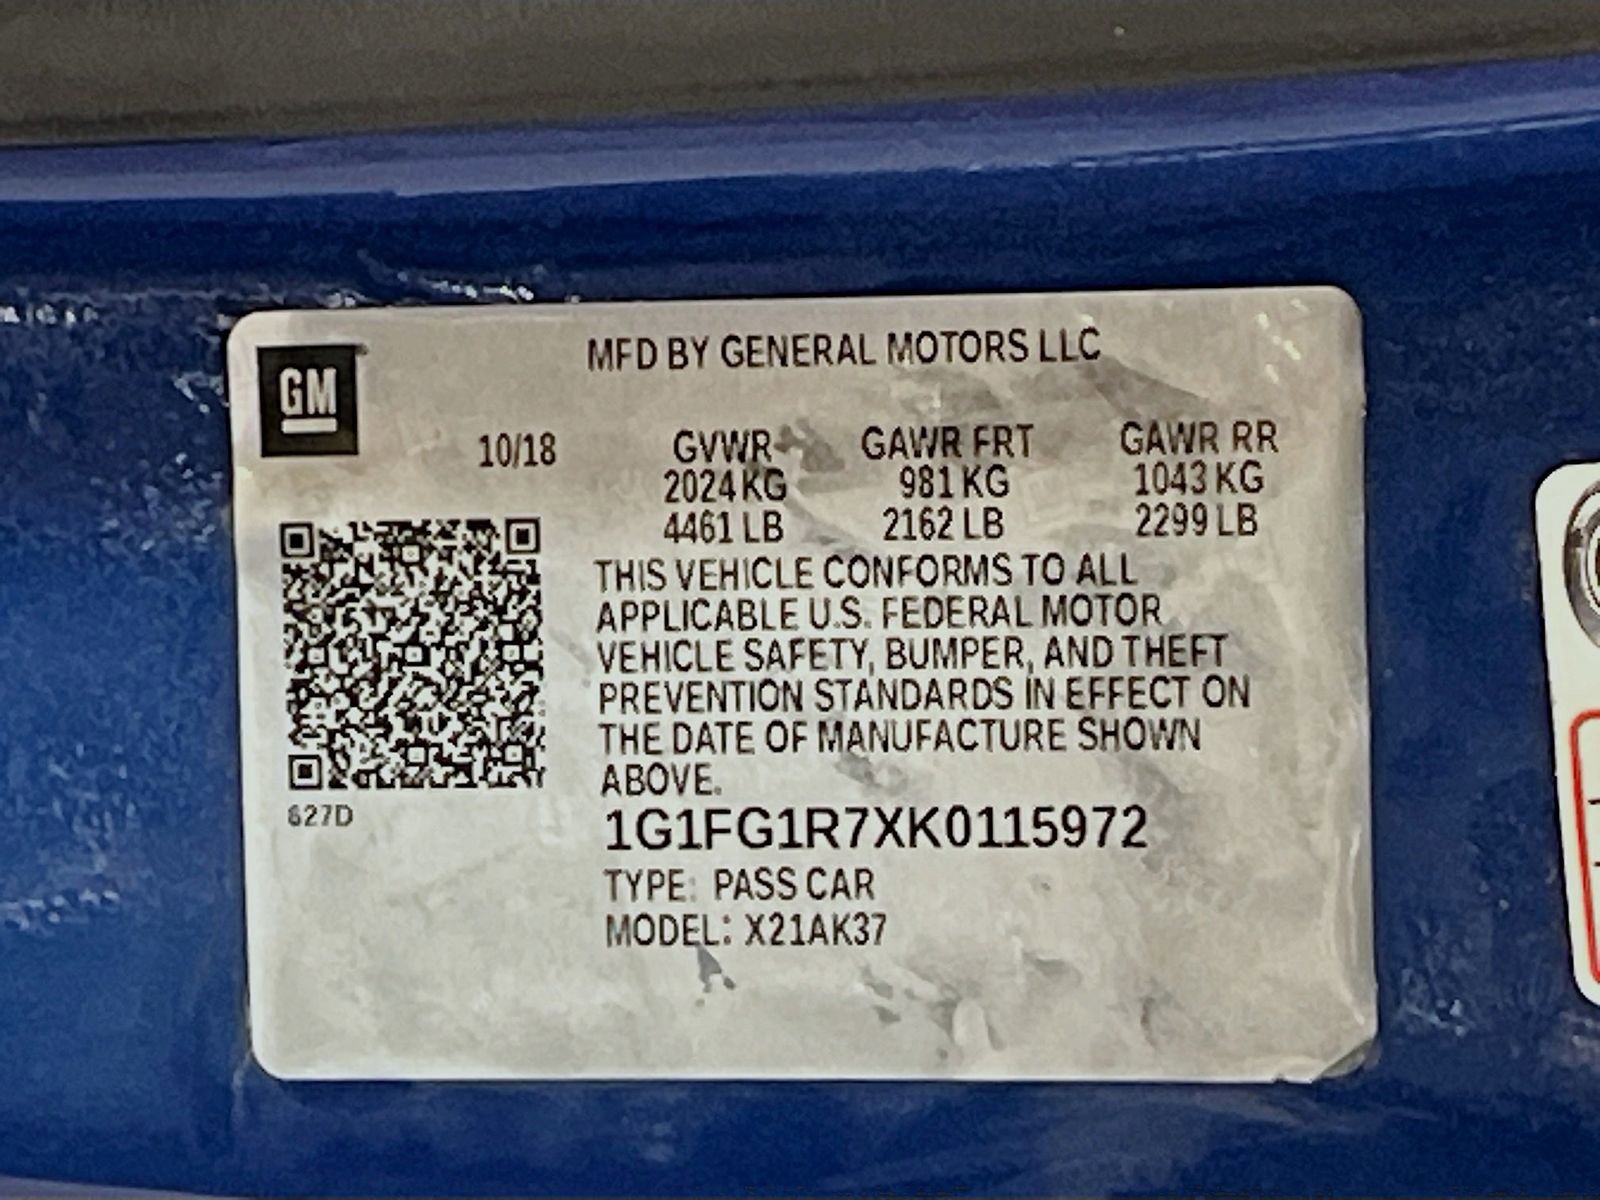 GM
MFD BY GENERAL MOTORS LLC
10/18
GVWR GAWR FRT GAWR RR
2024 KG 981 KG 1043 KG
4461 LB 2162 LB 2299 LB
THIS VEHICLE CONFORMS TO ALL
APPLICABLE U.S. FEDERAL MOTOR
VEHICLE SAFETY, BUMPER, AND THEFT
PREVENTION STANDARDS IN EFFECT ON
THE DATE OF MANUFACTURE SHOWN
ABOVE.
627D
1G1FG1R7XK0115972
TYPE: PASS CAR
MODEL: X21AK37